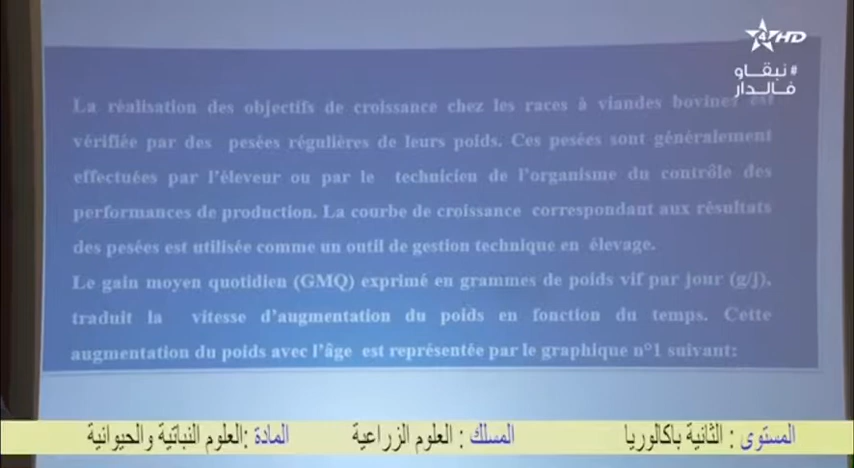 4 HD
#نبقاو
فالدار
La réalisation des objectifs de croissance chez les races à viandes bovines est
vérifiée par des pesées régulières de leurs poids. Ces pesées sont généralement
effectuées par l'éleveur ou par le technicien de l'organisme du contrôle des
performances de production. La courbe de croissance correspondant aux résultats
des pesées est utilisée comme un outil de gestion technique en élevage.
Le gain moyen quotidien (GMQ) exprimé en grammes de poids vif par jour (g/j),
traduit la vitesse d'augmentation du poids en fonction du temps. Cette
augmentation du poids avec l'âge est représentée par le graphique n°1 suivant:
المستوى : الثانية باكالوريا المسلك : العلوم الزراعية المادة :العلوم النباتية والحيوانية